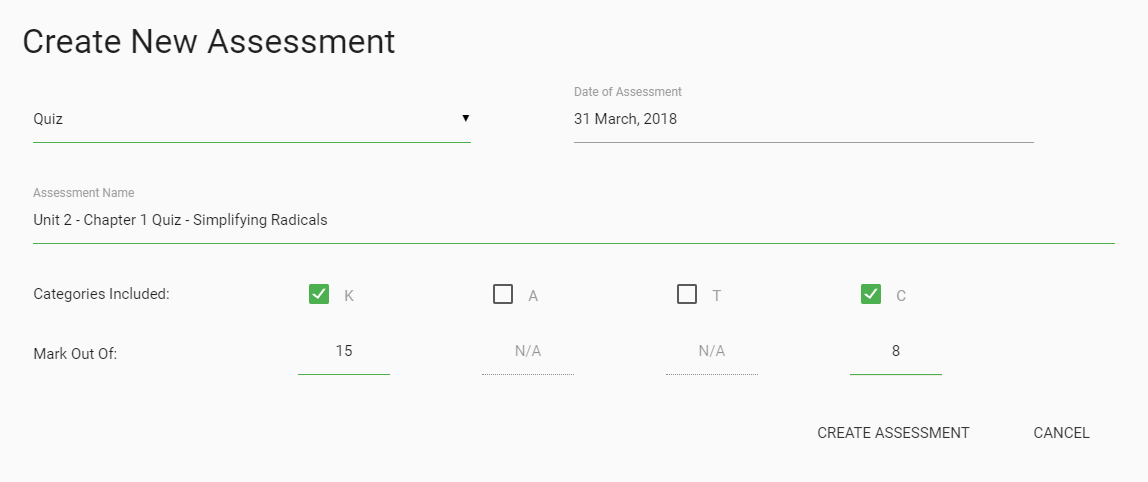 Create New Assessment
Date of Assessment
Quiz 31 March, 2018
Assessment Name
Unit 2 - Chapter 1 Quiz - Simplifying Radicals
Categories Included: K A T C
Mark Out Of: 15 N/A N/A 8
CREATE ASSESSMENT CANCEL